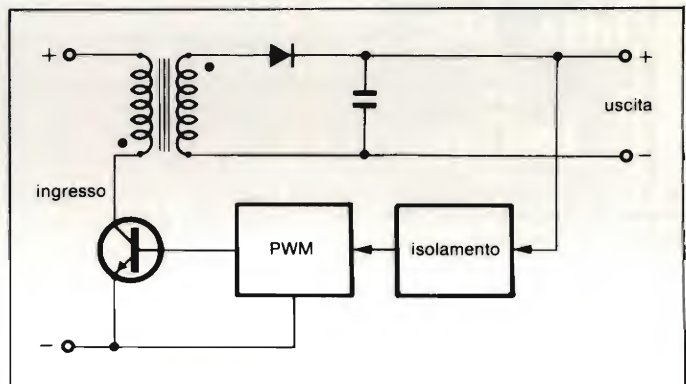 +
+
uscita
−
ingresso
PWM
isolamento
−